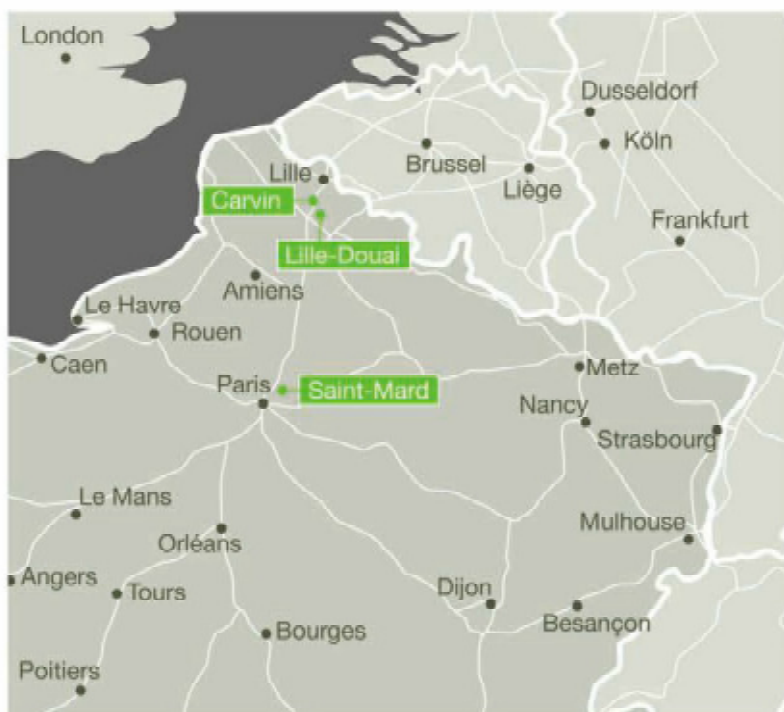 London
Dusseldorf
Köln
Brussel
Liège
Lille
Carvin
Frankfurt
Lille-Douai
Amiens
Le Havre
Rouen
Caen
Metz
Paris
Saint-Mard
Nancy
Strasbourg
Le Mans
Orléans
Mulhouse
Angers
Tours
Dijon
Besançon
Bourges
Poitiers